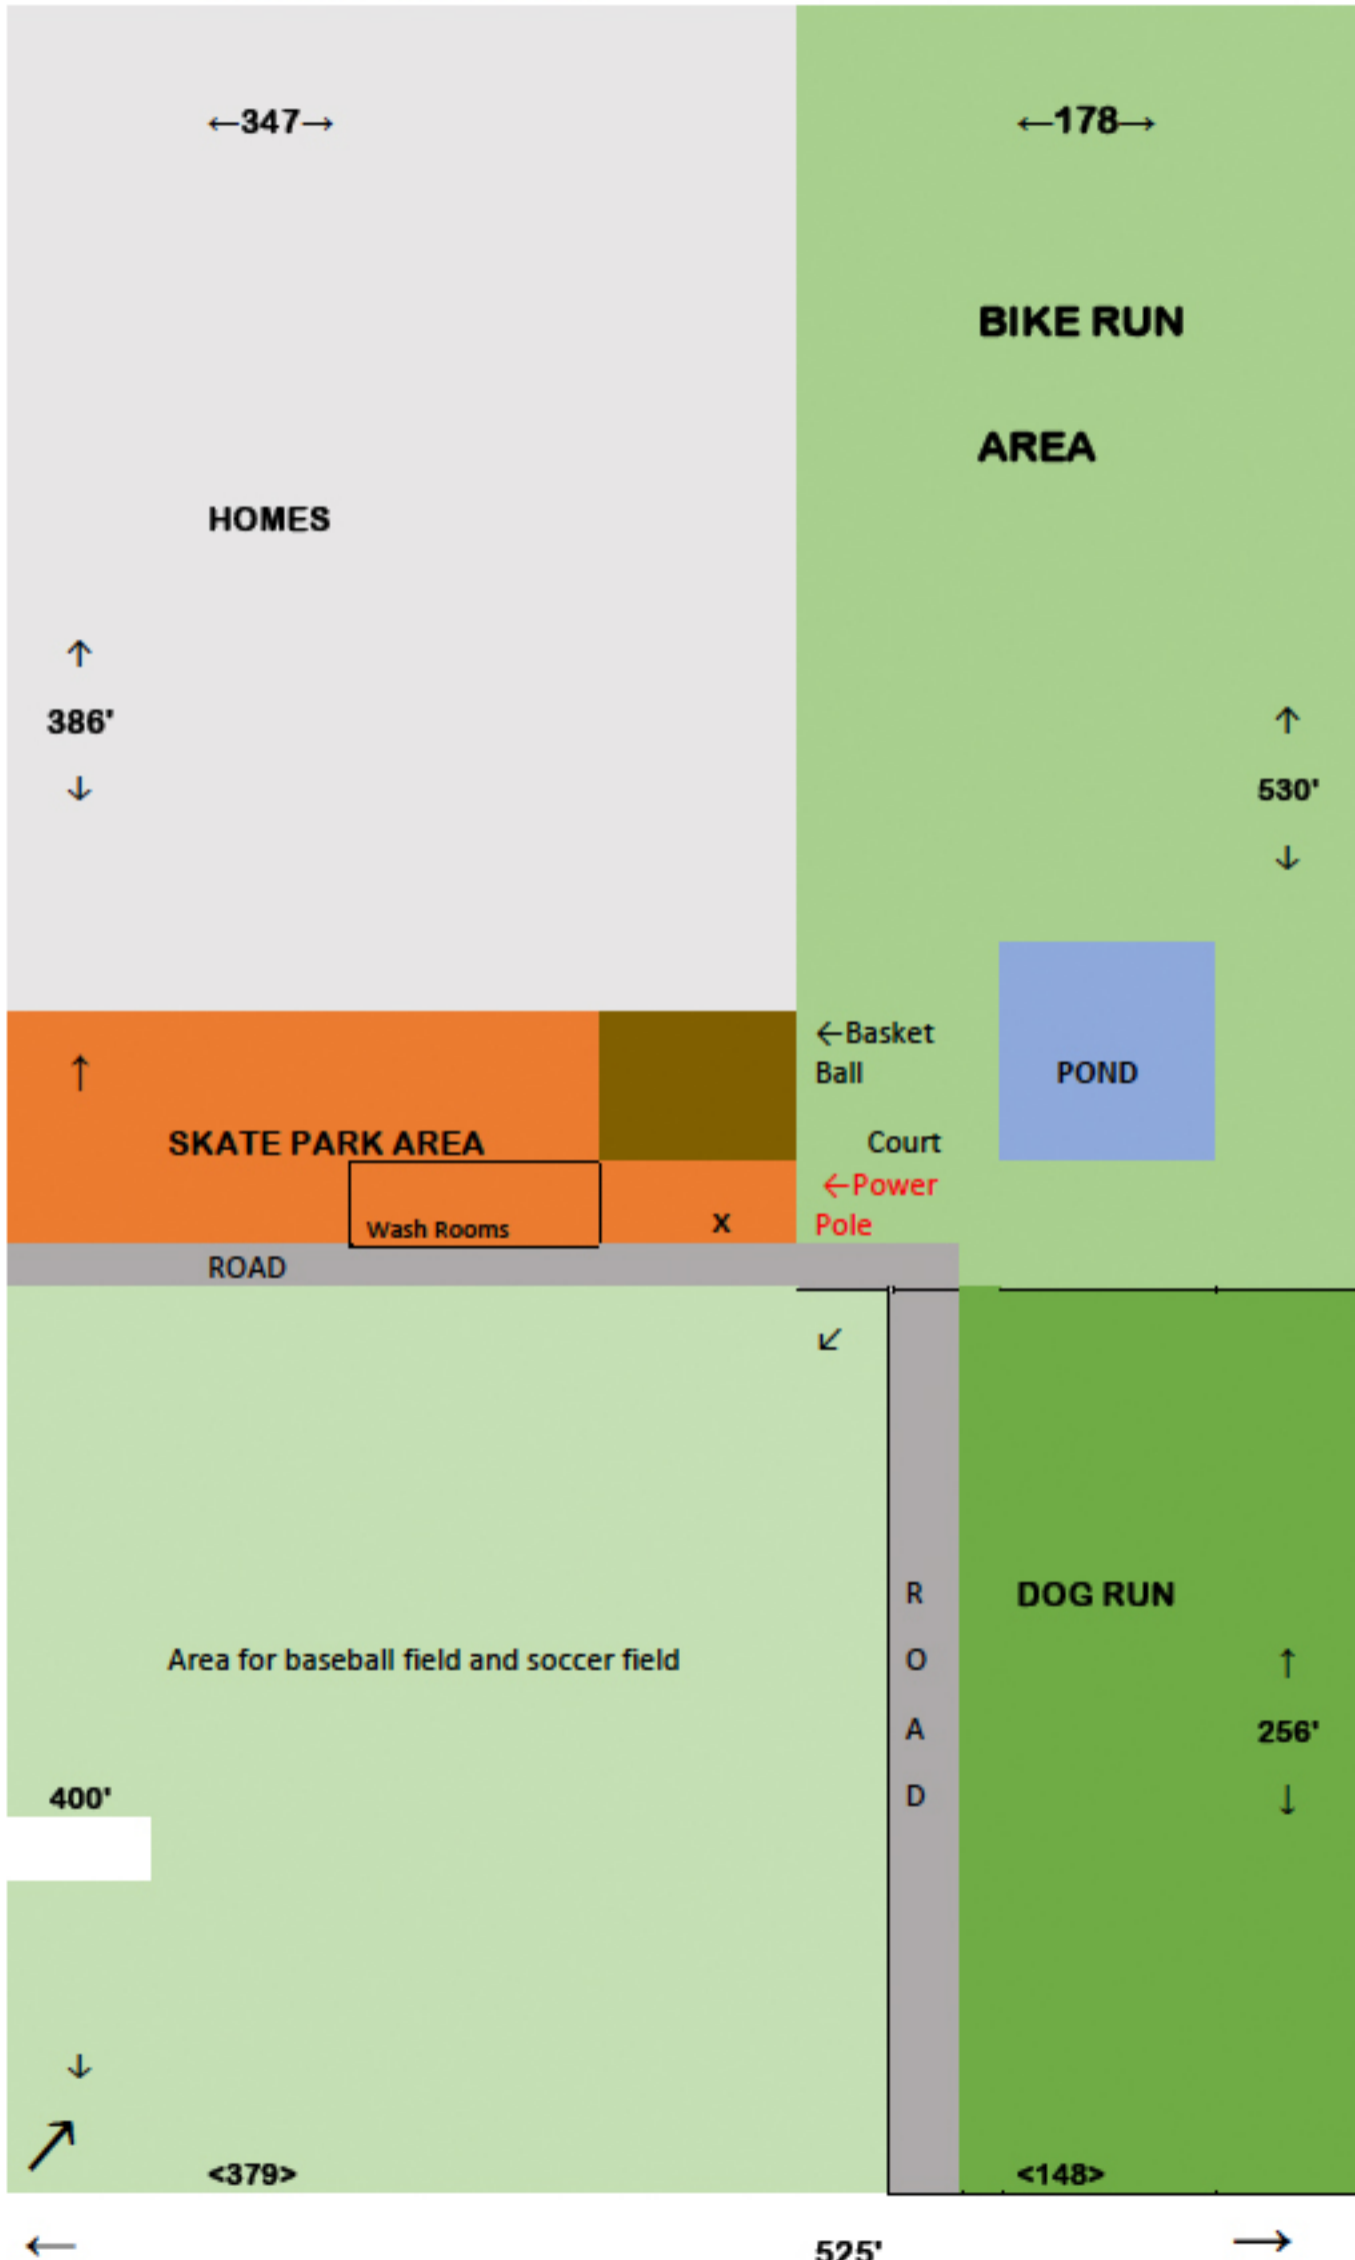 ←347→
←178→
BIKE RUN
AREA
HOMES
↑
386'
↓
↑
530'
↓
←Basket
Ball
Court
POND
↑
SKATE PARK AREA
←Power
Pole
Wash Rooms
X
ROAD
↙
R
O
A
D
DOG RUN
Area for baseball field and soccer field
↑
256'
↓
400'
↓
↗
<379>
<148>
←
525'
→